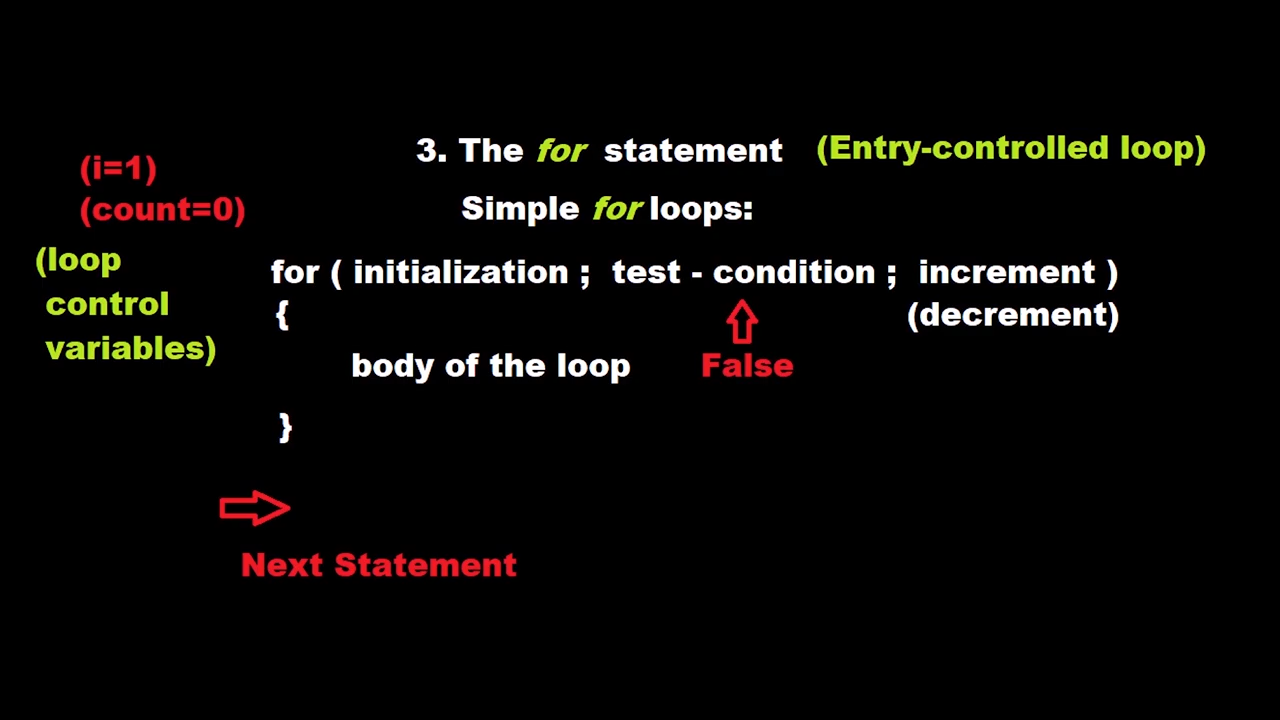 3. The for statement (Entry-controlled loop)
(i=1)
(count=0)
Simple for loops:
(loop
control
variables)
for ( initialization ; test - condition ; increment )
{
(decrement)
body of the loop
False
}
Next Statement